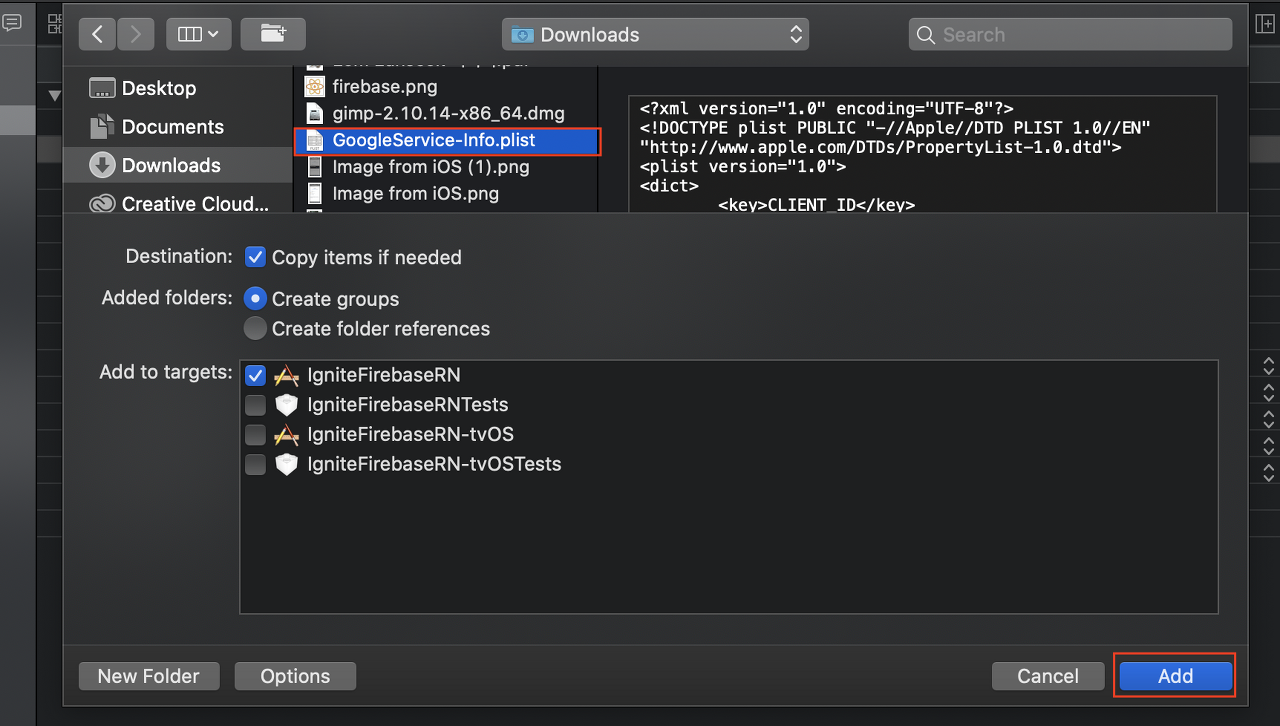 Downloads
Search
Desktop
Documents
Downloads
Creative Cloud...
firebase.png
gimp-2.10.14-x86_64.dmg
GoogleService-Info.plist
Image from iOS (1).png
Image from iOS.png
<?xml version="1.0" encoding="UTF-8"?>
<!DOCTYPE plist PUBLIC "-//Apple//DTD PLIST 1.0//EN"
"http://www.apple.com/DTDs/PropertyList-1.0.dtd">
<plist version="1.0">
<dict>
<key>CLIENT_ID</key>
Destination:
Copy items if needed
Added folders:
Create groups
Create folder references
Add to targets:
IgniteFirebaseRN
IgniteFirebaseRNTests
IgniteFirebaseRN-tvOS
IgniteFirebaseRN-tvOSTests
New Folder
Options
Cancel
Add